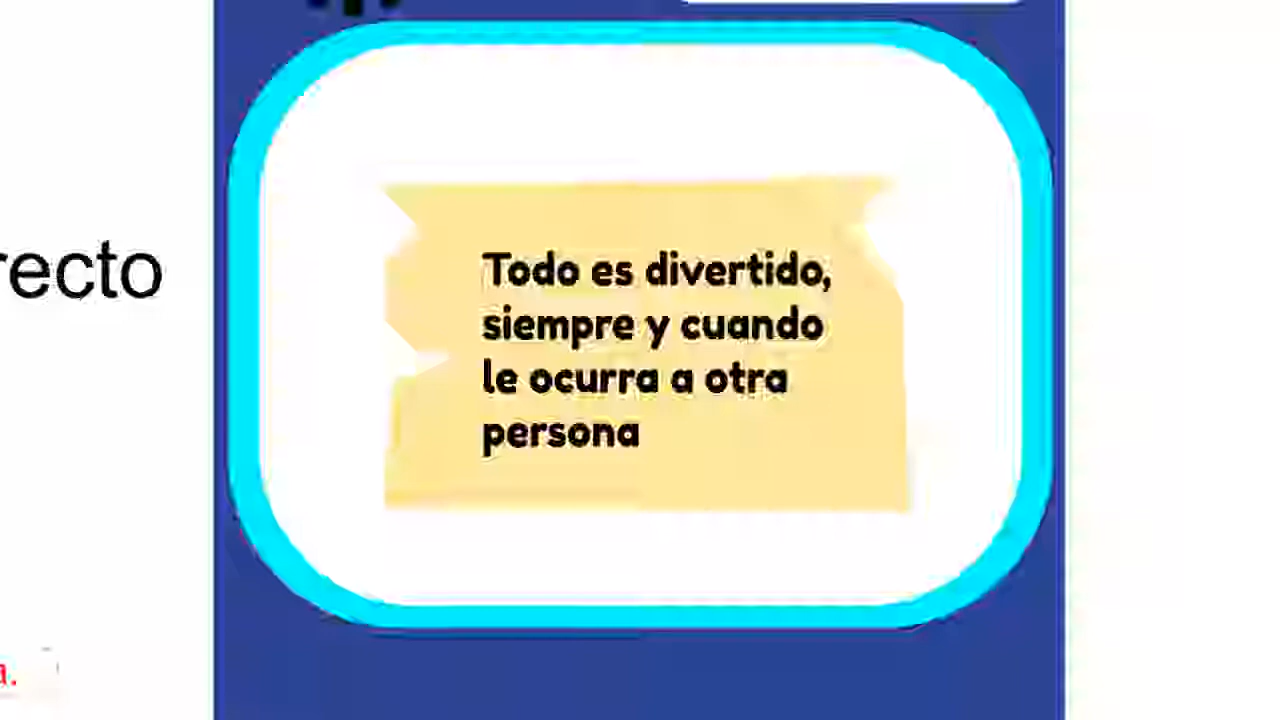 recto
Todo es divertido,
siempre y cuando
le ocurra a otra
persona
a.